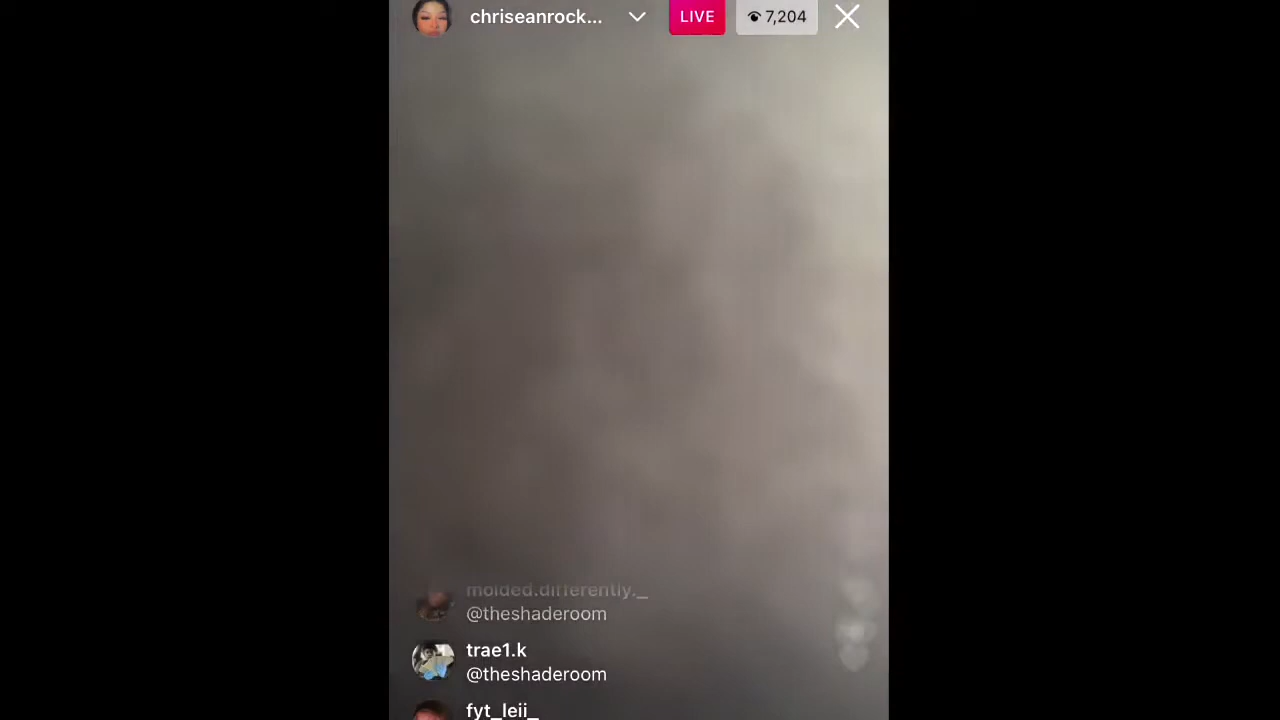 chriseanrock...
LIVE
7,204
molded.differently._
@theshaderoom
trae1.k
@theshaderoom
fyt_leii_